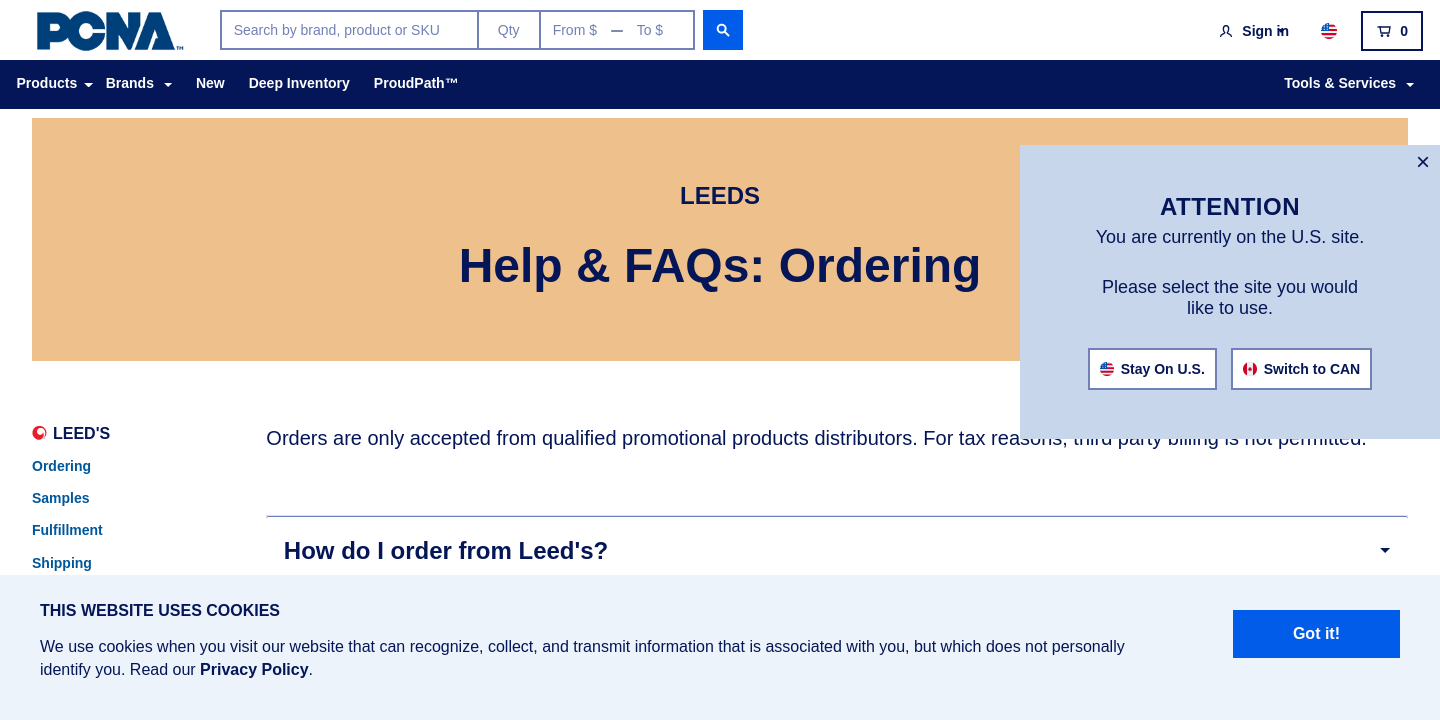 PCNA™
Search by brand, product or SKU
Qty
From $ — To $
Sign in
0
Products
Brands
New
Deep Inventory
ProudPath™
Tools & Services
LEEDS
Help & FAQs: Ordering
×
ATTENTION
You are currently on the U.S. site.
Please select the site you would
like to use.
Stay On U.S.
Switch to CAN
LEED'S
Ordering
Samples
Fulfillment
Shipping
Orders are only accepted from qualified promotional products distributors. For tax reasons, third party billing is not permitted.
How do I order from Leed's?
THIS WEBSITE USES COOKIES
We use cookies when you visit our website that can recognize, collect, and transmit information that is associated with you, but which does not personally
identify you. Read our Privacy Policy.
Got it!